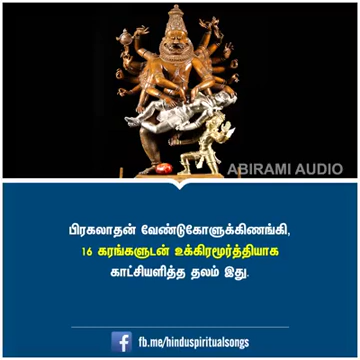 ABIRAMI AUDIO
பிரகலாதன் வேண்டுகோளுக்கிணங்கி,
16 கரங்களுடன் உக்கிரமூர்த்தியாக
காட்சியளித்த தலம் இது.
fb.me/hinduspiritualsongs